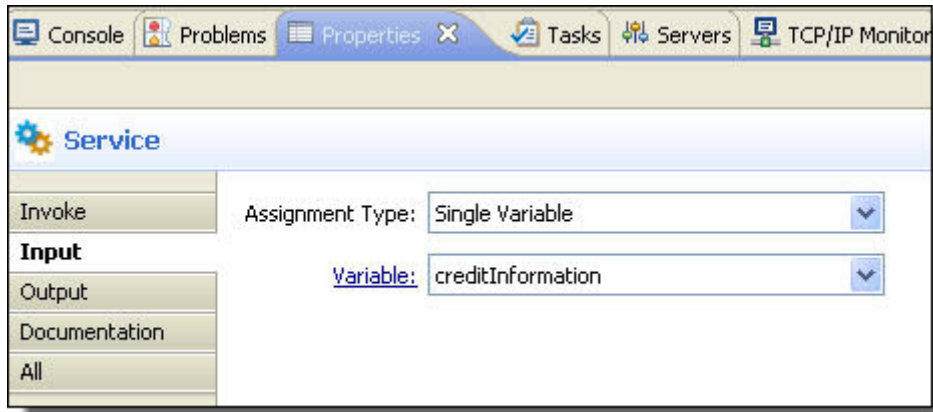 Console Problems Properties Tasks Servers TCP/IP Monitor
Service
Invoke
Assignment Type: Single Variable
Input
Variable: creditInformation
Output
Documentation
All